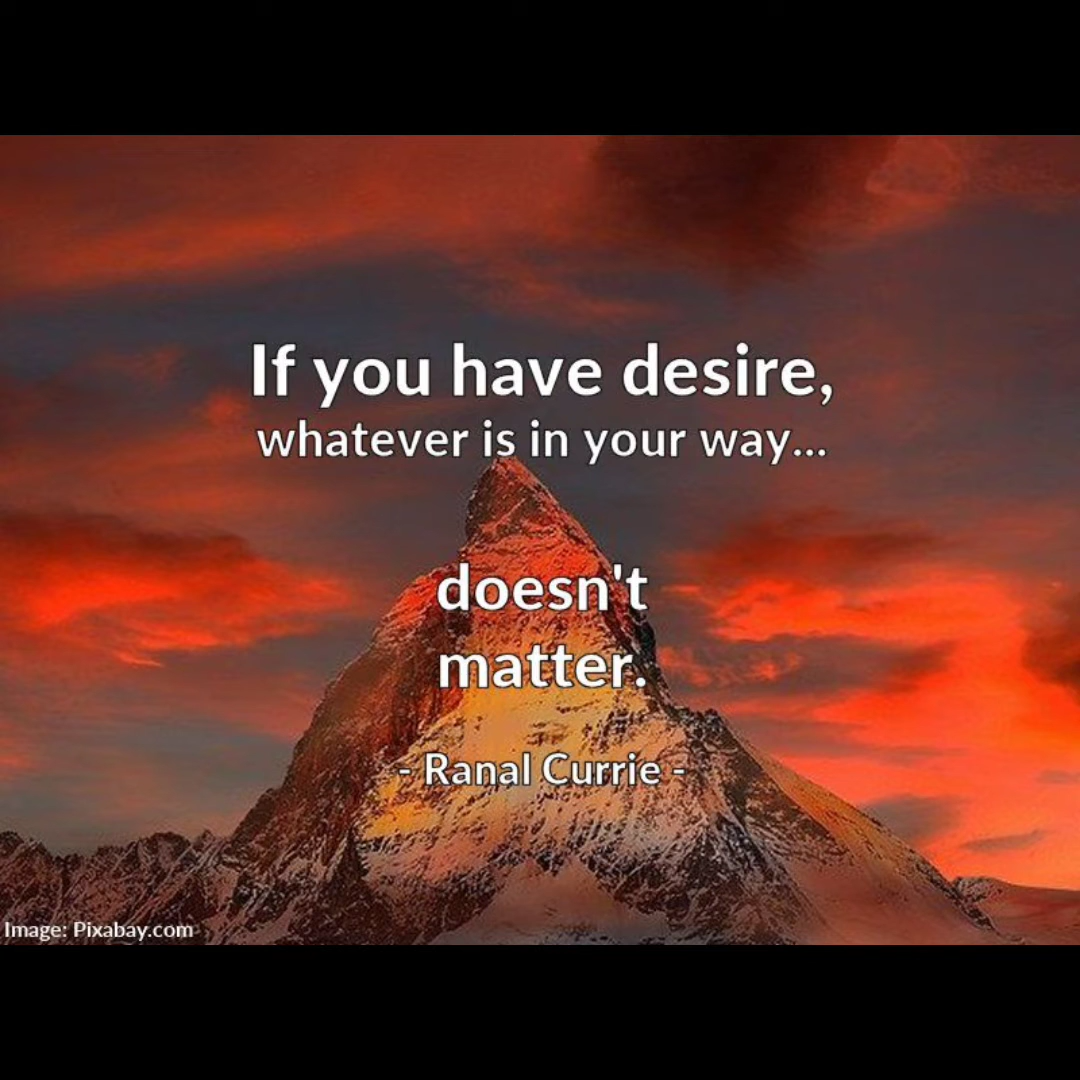 If you have desire,
whatever is in your way...
doesn't
matter.
- Ranal Currie -
Image: Pixabay.com